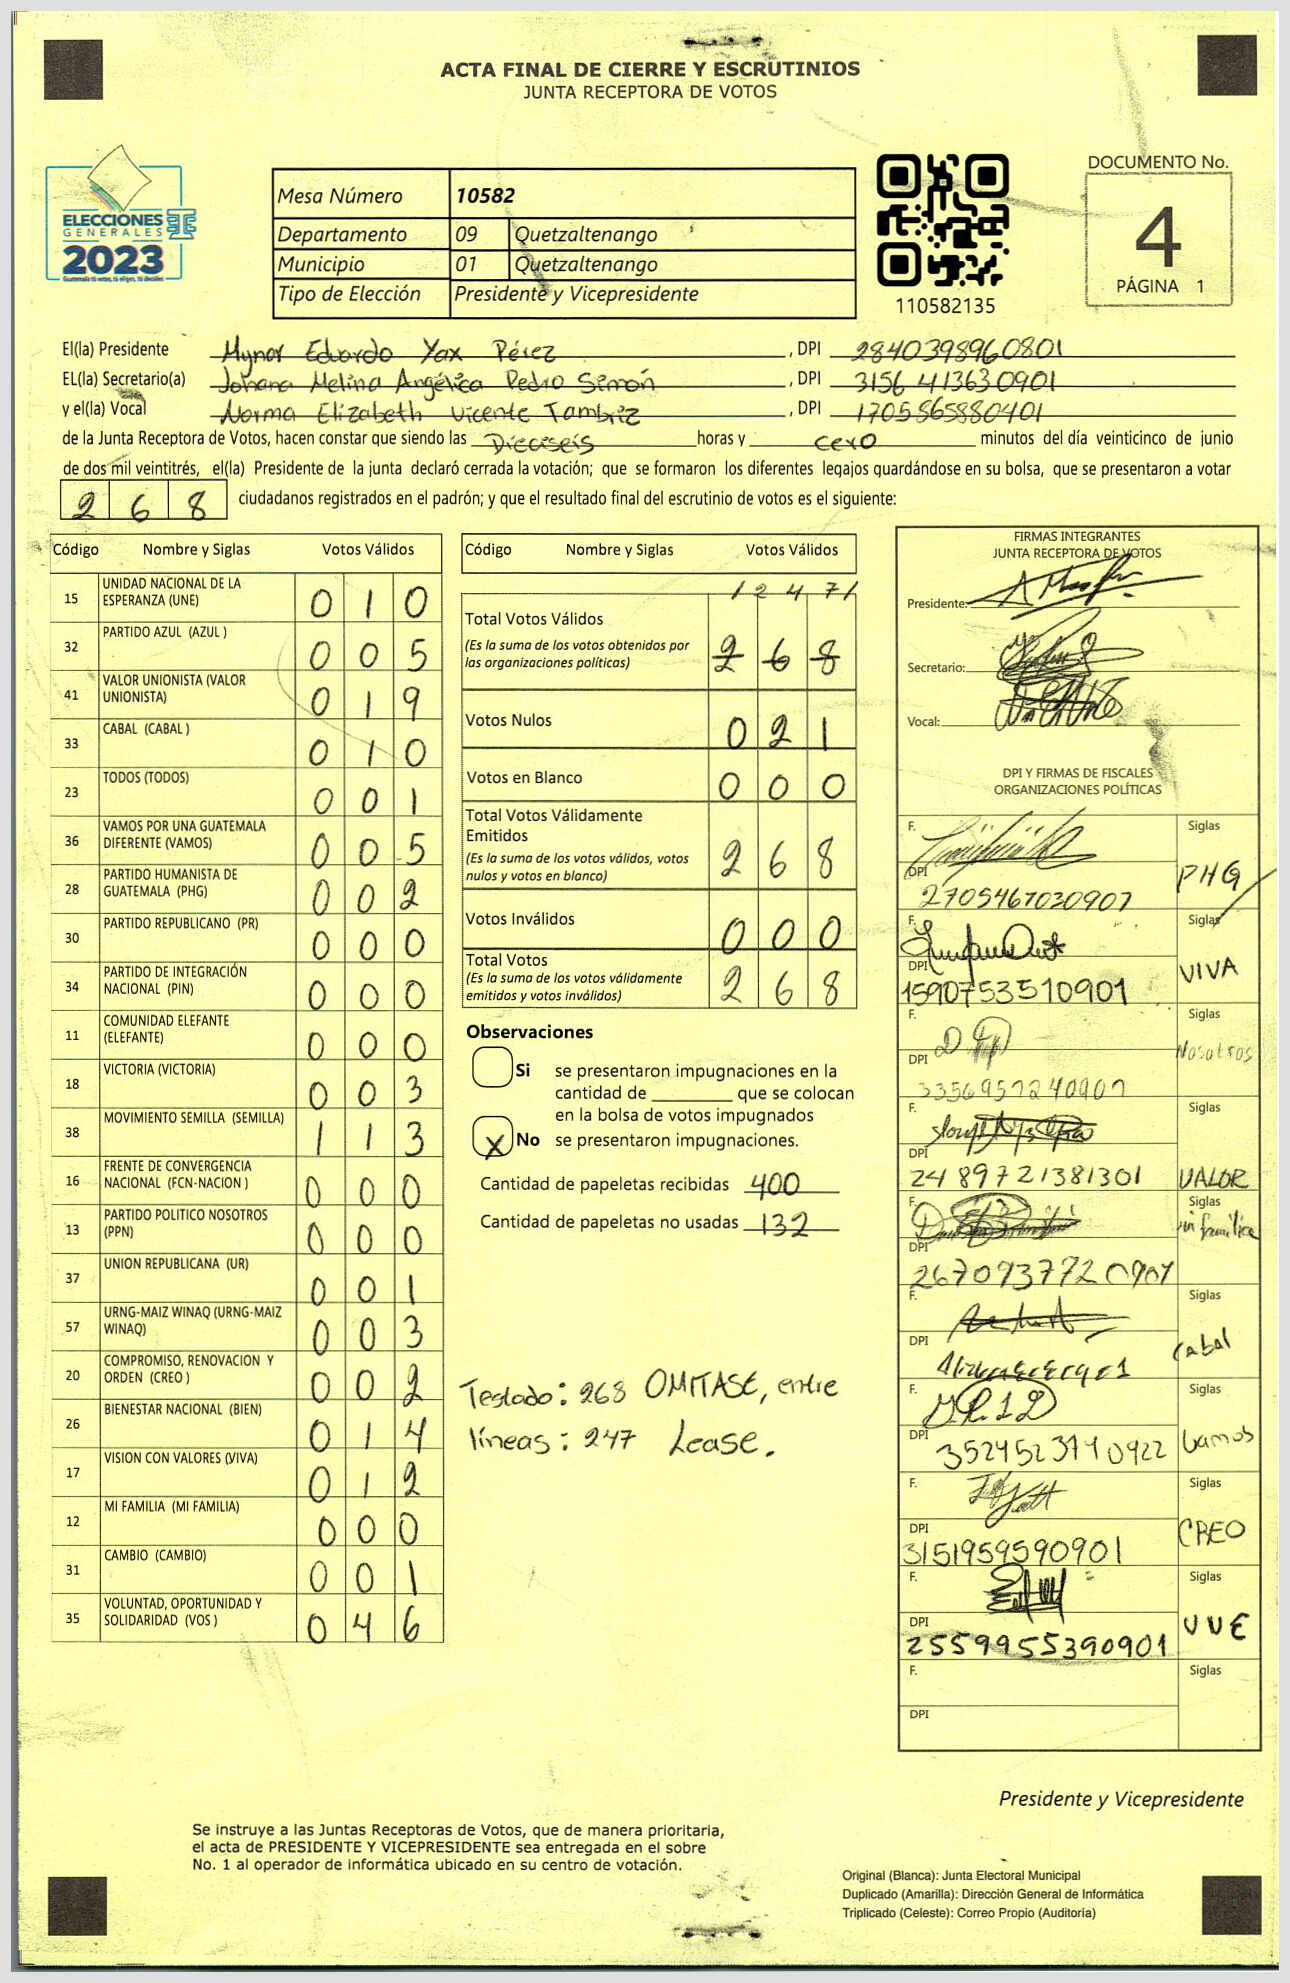 ACTA FINAL DE CIERRE Y ESCRUTINIOS
JUNTA RECEPTORA DE VOTOS
ELECCIONES
GENERALES
2023
Mesa Número 10582
Departamento 09 Quetzaltenango
Municipio 01 Quetzaltenango
Tipo de Elección Presidente y Vicepresidente
110582135
DOCUMENTO No.
4
PÁGINA 1
El(la) Presidente Mynor Eduardo Yax Pérez , DPI 2840398960801
EL(la) Secretario(a) Johana Melina Angélica Pedro Simón , DPI 3156413630901
y el(la) Vocal Norma Elizabeth Vicente Tambriz , DPI 1705865880401
de la Junta Receptora de Votos, hacen constar que siendo las Dieciseis horas y cero minutos del día veinticinco de junio
de dos mil veintitrés, el(la) Presidente de la junta declaró cerrada la votación; que se formaron los diferentes legajos guardándose en su bolsa, que se presentaron a votar
2 6 8 ciudadanos registrados en el padrón; y que el resultado final del escrutinio de votos es el siguiente:
Código Nombre y Siglas Votos Válidos
15 UNIDAD NACIONAL DE LA ESPERANZA (UNE) 0 1 0
32 PARTIDO AZUL (AZUL ) 0 0 5
41 VALOR UNIONISTA (VALOR UNIONISTA) 0 1 9
33 CABAL (CABAL ) 0 1 0
23 TODOS (TODOS) 0 0 1
36 VAMOS POR UNA GUATEMALA DIFERENTE (VAMOS) 0 0 5
28 PARTIDO HUMANISTA DE GUATEMALA (PHG) 0 0 2
30 PARTIDO REPUBLICANO (PR) 0 0 0
34 PARTIDO DE INTEGRACIÓN NACIONAL (PIN) 0 0 0
11 COMUNIDAD ELEFANTE (ELEFANTE) 0 0 0
18 VICTORIA (VICTORIA) 0 0 3
38 MOVIMIENTO SEMILLA (SEMILLA) 1 1 3
16 FRENTE DE CONVERGENCIA NACIONAL (FCN-NACION ) 0 0 0
13 PARTIDO POLITICO NOSOTROS (PPN) 0 0 0
37 UNION REPUBLICANA (UR) 0 0 1
57 URNG-MAIZ WINAQ (URNG-MAIZ WINAQ) 0 0 3
20 COMPROMISO, RENOVACION Y ORDEN (CREO ) 0 0 2
26 BIENESTAR NACIONAL (BIEN) 0 1 4
17 VISION CON VALORES (VIVA) 0 1 2
12 MI FAMILIA (MI FAMILIA) 0 0 0
31 CAMBIO (CAMBIO) 0 0 1
35 VOLUNTAD, OPORTUNIDAD Y SOLIDARIDAD (VOS ) 0 4 6
Código Nombre y Siglas Votos Válidos
/ 2 4 7 /
Total Votos Válidos
(Es la suma de los votos obtenidos por
las organizaciones políticas) 2 6 8
Votos Nulos 0 2 1
Votos en Blanco 0 0 0
Total Votos Válidamente
Emitidos
(Es la suma de los votos válidos, votos
nulos y votos en blanco) 2 6 8
Votos Inválidos 0 0 0
Total Votos
(Es la suma de los votos válidamente
emitidos y votos inválidos) 2 6 8
Observaciones
Si se presentaron impugnaciones en la
cantidad de ________ que se colocan
en la bolsa de votos impugnados
X No se presentaron impugnaciones.
Cantidad de papeletas recibidas 400
Cantidad de papeletas no usadas 132
Testado: 268 OMITASE, entre
líneas: 247 Lease.
FIRMAS INTEGRANTES
JUNTA RECEPTORA DE VOTOS
Presidente:
Secretario:
Vocal:
DPI Y FIRMAS DE FISCALES
ORGANIZACIONES POLÍTICAS
F. Siglas PHG
DPI 2705467030907
F. Siglas VIVA
DPI 1590753510901
F. Siglas Nosotros
DPI 3356957240907
F. Siglas VALOR
DPI 2489721381301
F. Siglas mi familia
DPI 2670937720901
F. Siglas Cabal
DPI
F. Siglas Vamos
DPI 3524523740922
F. Siglas CREO
DPI 3151959590901
F. Siglas UNE
DPI 2559955390901
F. Siglas
DPI
Presidente y Vicepresidente
Se instruye a las Juntas Receptoras de Votos, que de manera prioritaria,
el acta de PRESIDENTE Y VICEPRESIDENTE sea entregada en el sobre
No. 1 al operador de informática ubicado en su centro de votación.
Original (Blanca): Junta Electoral Municipal
Duplicado (Amarilla): Dirección General de Informática
Triplicado (Celeste): Correo Propio (Auditoría)